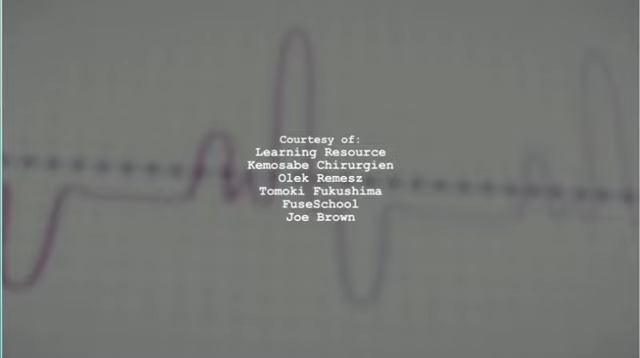 Courtesy of:
Learning Resource
Kemosabe Chirurgien
Olek Remesz
Tomoki Fukushima
FuseSchool
Joe Brown